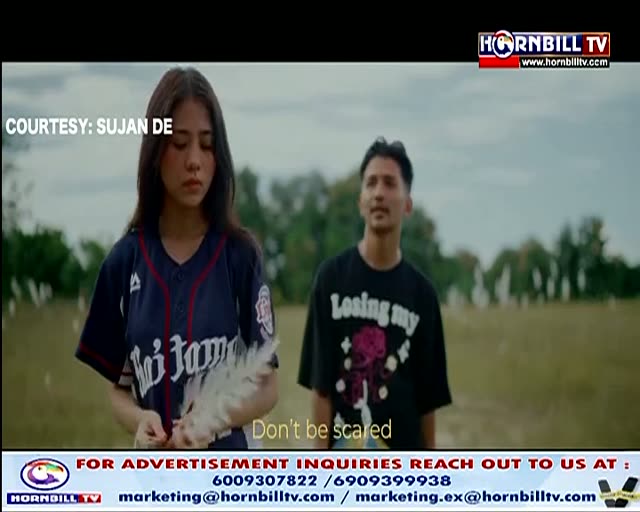 HORNBILL TV
www.hornbilltv.com
COURTESY: SUJAN DE
Losing my
Don't be scared
FOR ADVERTISEMENT INQUIRIES REACH OUT TO US AT :
6009307822 /6909399938
HORNBILL TV
marketing@hornbilltv.com / marketing.ex@hornbilltv.com